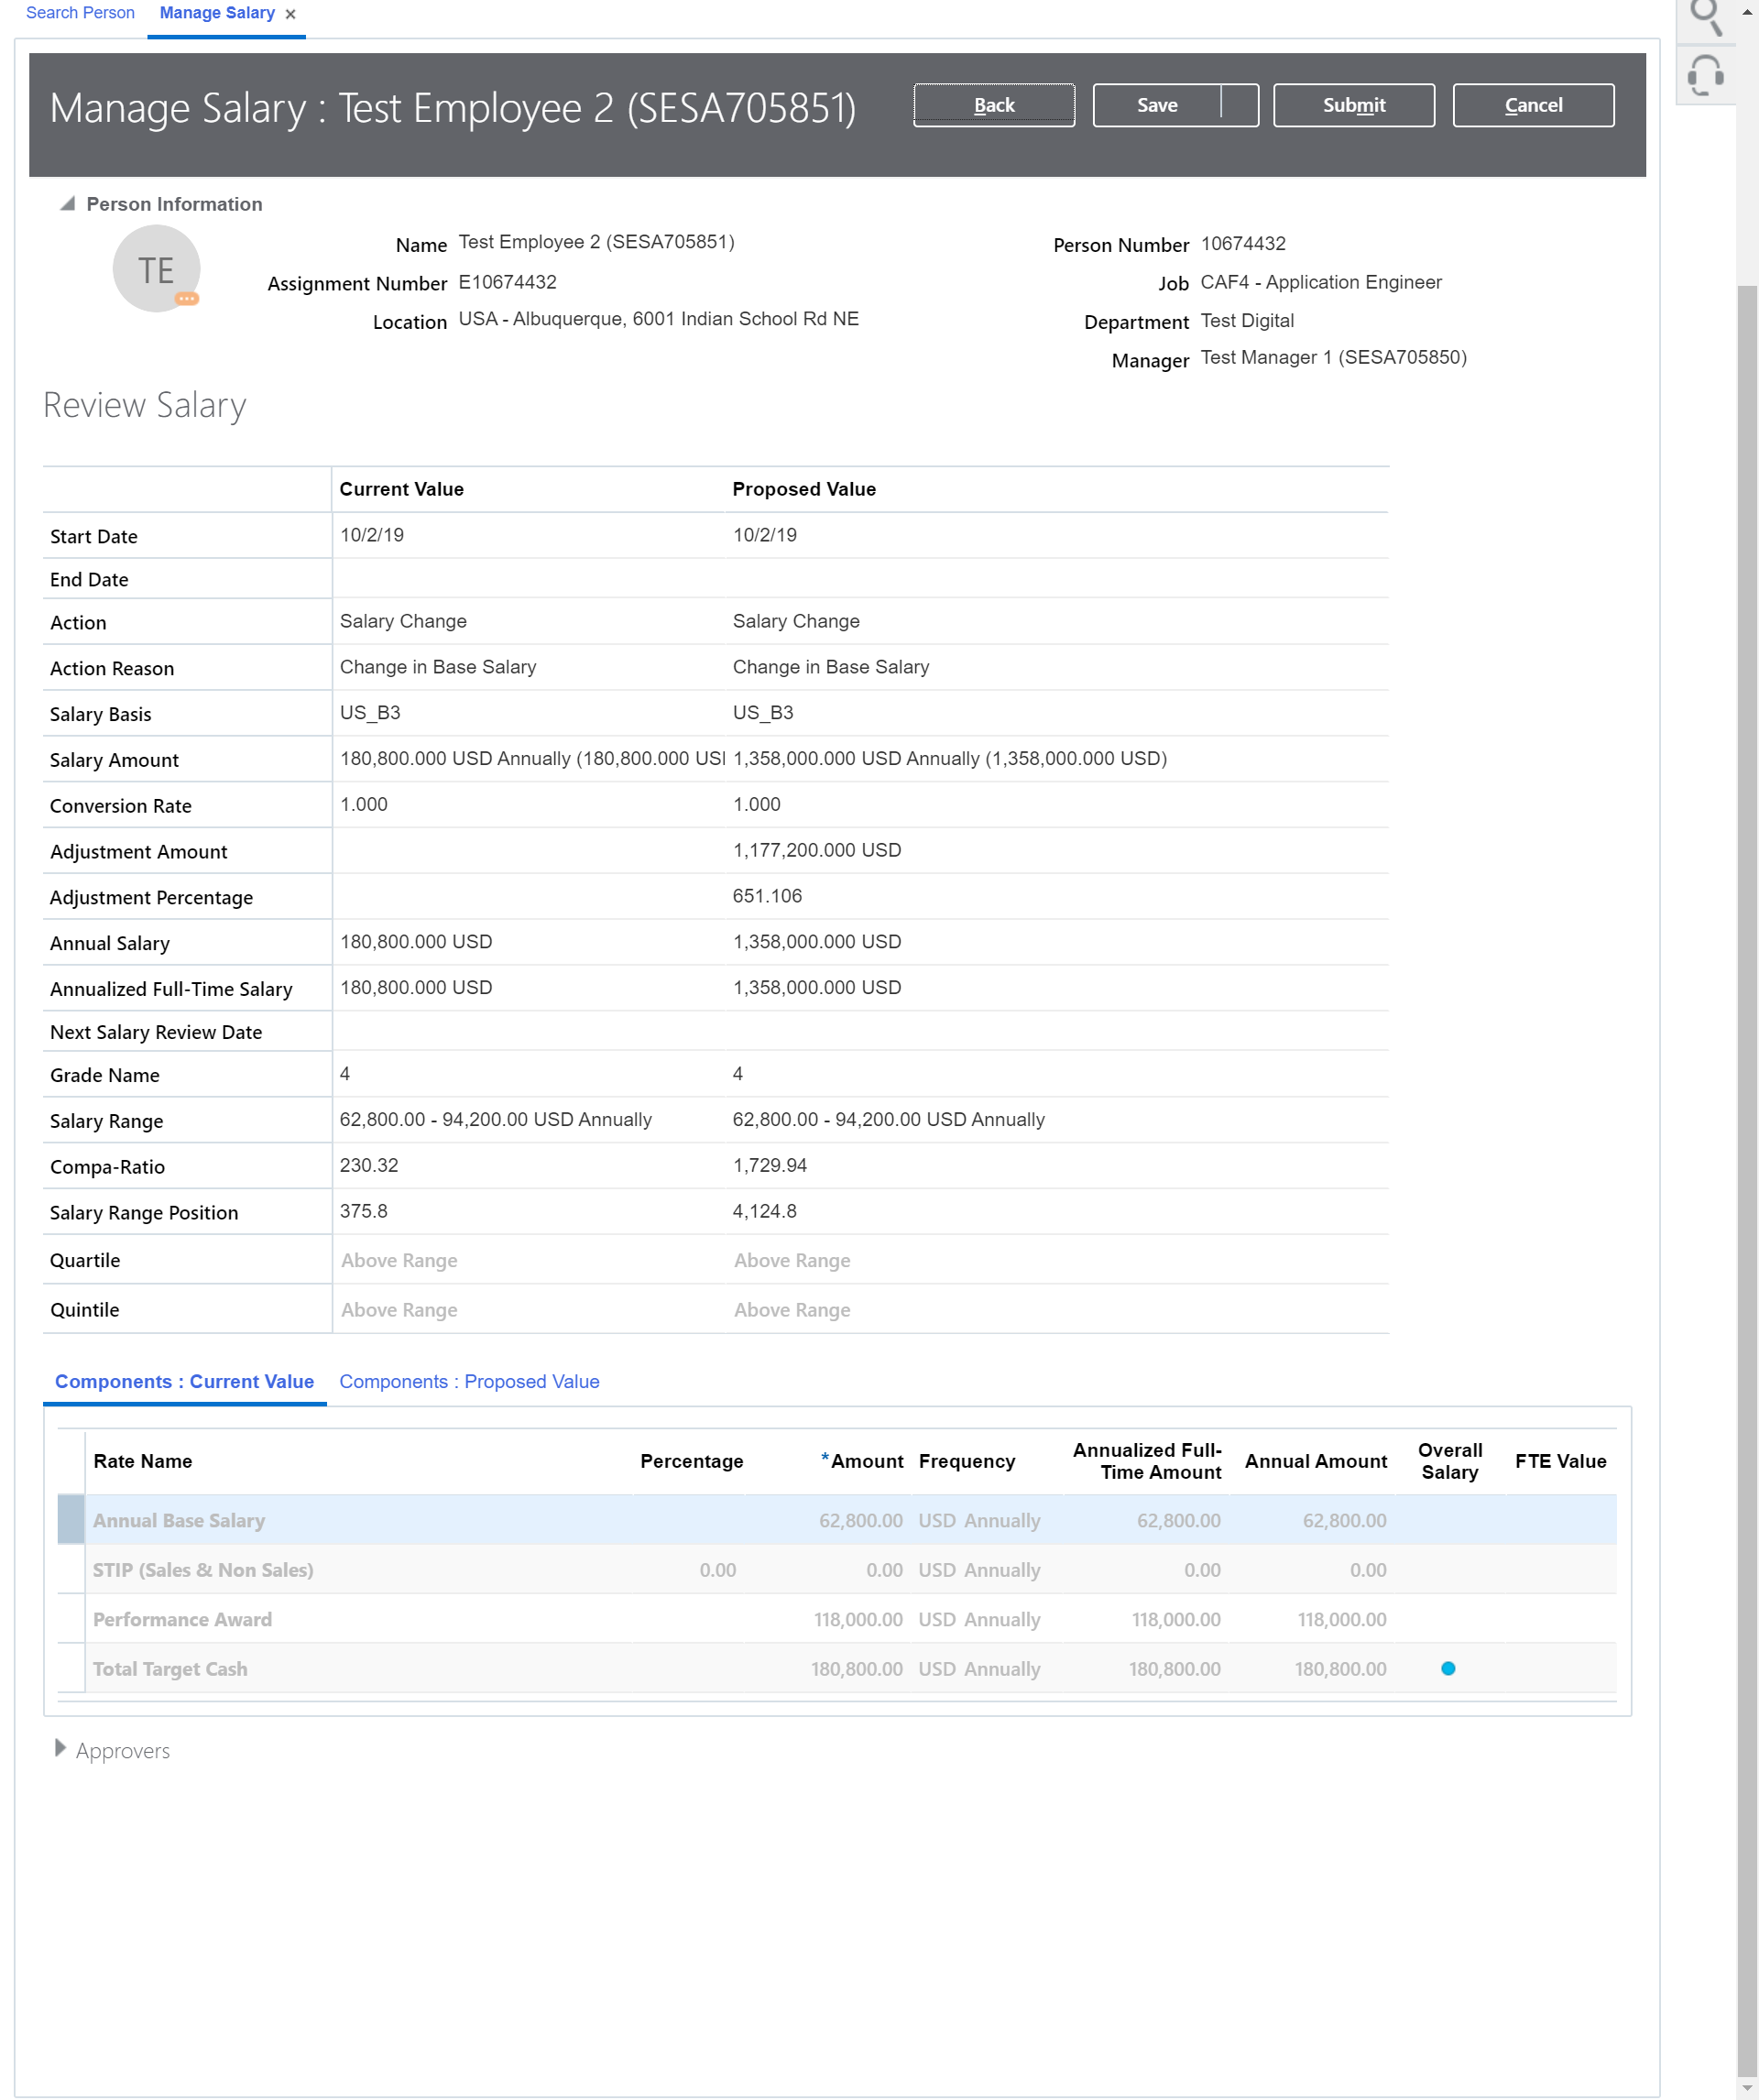 Search Person Manage Salary ×
Manage Salary : Test Employee 2 (SESA705851) Back Save Submit Cancel
Person Information
TE
Name Test Employee 2 (SESA705851)
Assignment Number E10674432
Location USA - Albuquerque, 6001 Indian School Rd NE
Person Number 10674432
Job CAF4 - Application Engineer
Department Test Digital
Manager Test Manager 1 (SESA705850)
Review Salary
Current Value Proposed Value
Start Date 10/2/19 10/2/19
End Date
Action Salary Change Salary Change
Action Reason Change in Base Salary Change in Base Salary
Salary Basis US_B3 US_B3
Salary Amount 180,800.000 USD Annually (180,800.000 USI 1,358,000.000 USD Annually (1,358,000.000 USD)
Conversion Rate 1.000 1.000
Adjustment Amount 1,177,200.000 USD
Adjustment Percentage 651.106
Annual Salary 180,800.000 USD 1,358,000.000 USD
Annualized Full-Time Salary 180,800.000 USD 1,358,000.000 USD
Next Salary Review Date
Grade Name 4 4
Salary Range 62,800.00 - 94,200.00 USD Annually 62,800.00 - 94,200.00 USD Annually
Compa-Ratio 230.32 1,729.94
Salary Range Position 375.8 4,124.8
Quartile Above Range Above Range
Quintile Above Range Above Range
Components : Current Value Components : Proposed Value
Rate Name Percentage *Amount Frequency Annualized Full-Time Amount Annual Amount Overall Salary FTE Value
Annual Base Salary 62,800.00 USD Annually 62,800.00 62,800.00
STIP (Sales & Non Sales) 0.00 0.00 USD Annually 0.00 0.00
Performance Award 118,000.00 USD Annually 118,000.00 118,000.00
Total Target Cash 180,800.00 USD Annually 180,800.00 180,800.00
Approvers